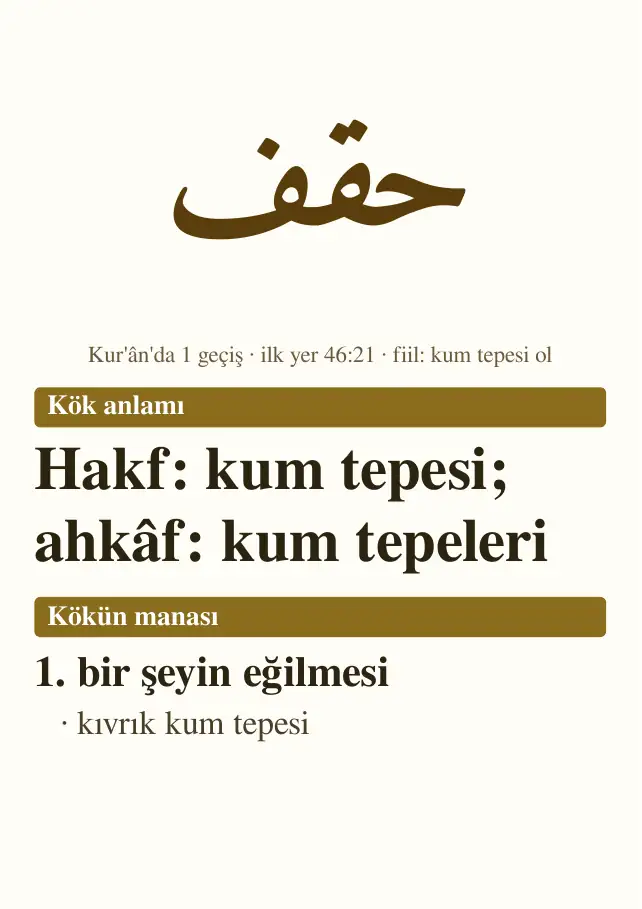 حقف
Kur'ân'da 1 geçiş · ilk yer 46:21 · fiil: kum tepesi ol
Kök anlamı
Hakf: kum tepesi;
ahkâf: kum tepeleri
Kökün manası
1. bir şeyin eğilmesi
· kıvrık kum tepesi